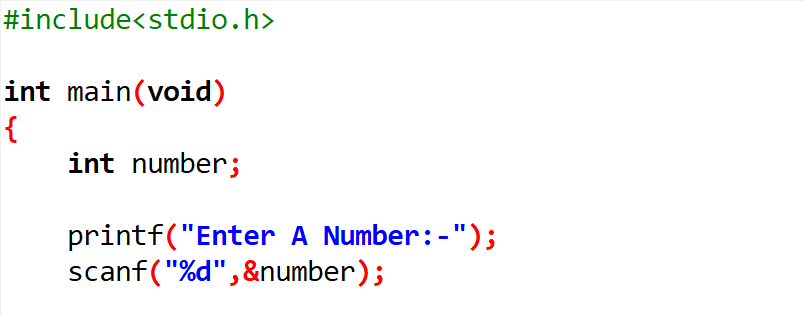 #include<stdio.h>
int main(void)
{
    int number;
    printf("Enter A Number:-");
    scanf("%d",&number);